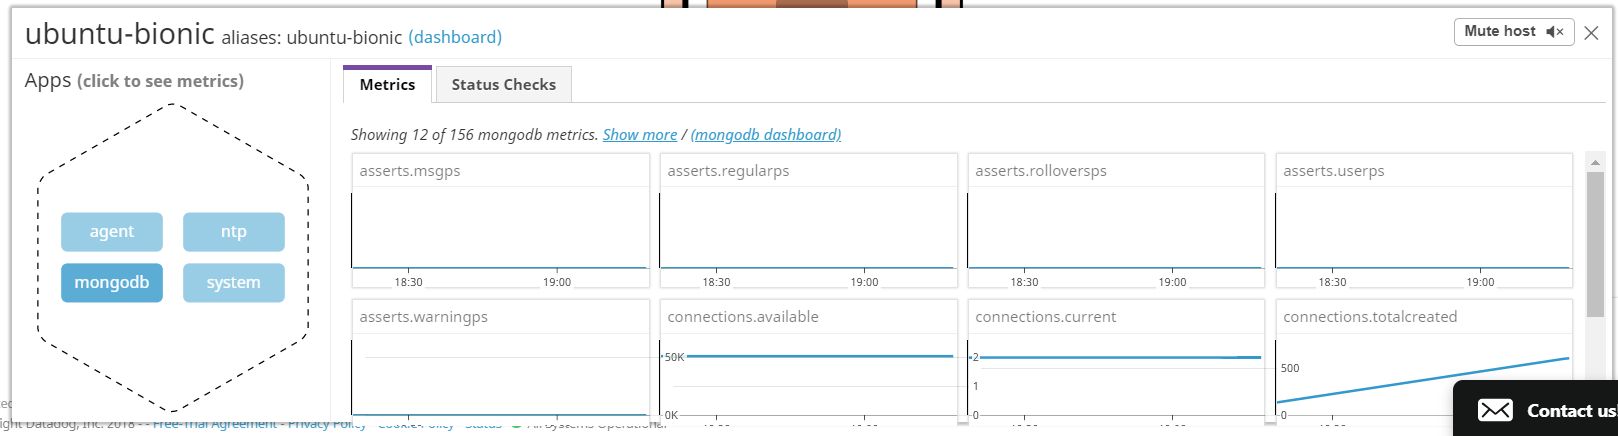 ubuntu-bionic aliases: ubuntu-bionic (dashboard)
Mute host
Apps (click to see metrics)
Metrics
Status Checks
agent
ntp
mongodb
system
Showing 12 of 156 mongodb metrics. Show more / (mongodb dashboard)
asserts.msgps
18:30 19:00
asserts.regularps
18:30 19:00
asserts.rolloversps
18:30 19:00
asserts.userps
18:30 19:00
asserts.warningps
connections.available
50K
0K
connections.current
2
1
0
connections.totalcreated
500
0
Datadog, Inc. 2018 - - Free-Trial Agreement - Privacy Policy - Cookie Policy - Status - All Systems Operational
Contact us